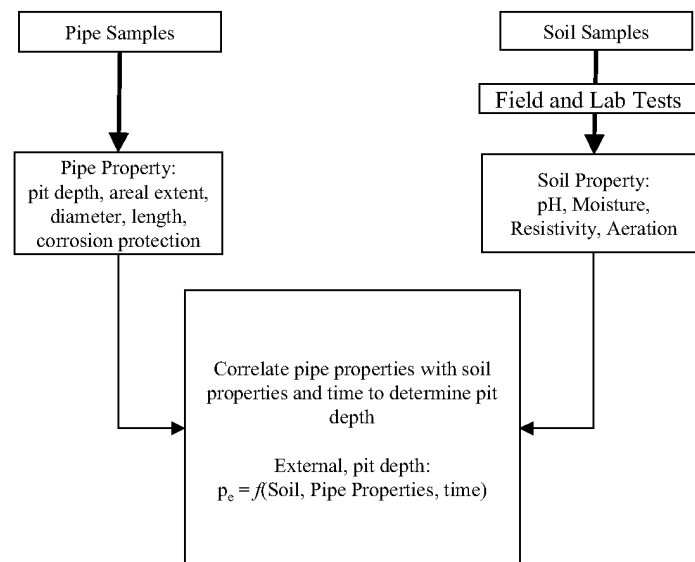 Pipe Samples
Soil Samples
Field and Lab Tests
Pipe Property:
pit depth, areal extent,
diameter, length,
corrosion protection
Soil Property:
pH, Moisture,
Resistivity, Aeration
Correlate pipe properties with soil
properties and time to determine pit
depth
External, pit depth:
pₑ = f(Soil, Pipe Properties, time)